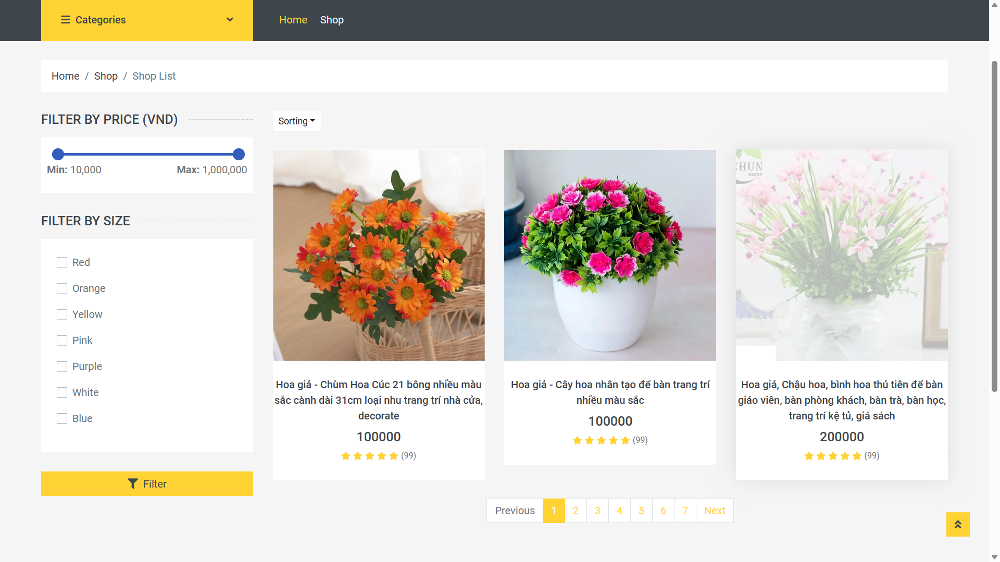 Categories
Home
Shop
Home / Shop / Shop List
FILTER BY PRICE (VND)
Min: 10,000
Max: 1,000,000
FILTER BY SIZE
Red
Orange
Yellow
Pink
Purple
White
Blue
Filter
Sorting
Hoa giả - Chùm Hoa Cúc 21 bông nhiều màu
sắc cành dài 31cm loại nhu trang trí nhà cửa,
decorate
100000
(99)
Hoa giả - Cây hoa nhân tạo để bàn trang trí
nhiều màu sắc
100000
(99)
CHUN
DECOR
Hoa giả, Chậu hoa, bình hoa thủ tiên để bàn
giáo viên, bàn phòng khách, bàn trà, bàn học,
trang trí kệ tủ, giá sách
200000
(99)
Previous 1 2 3 4 5 6 7 Next